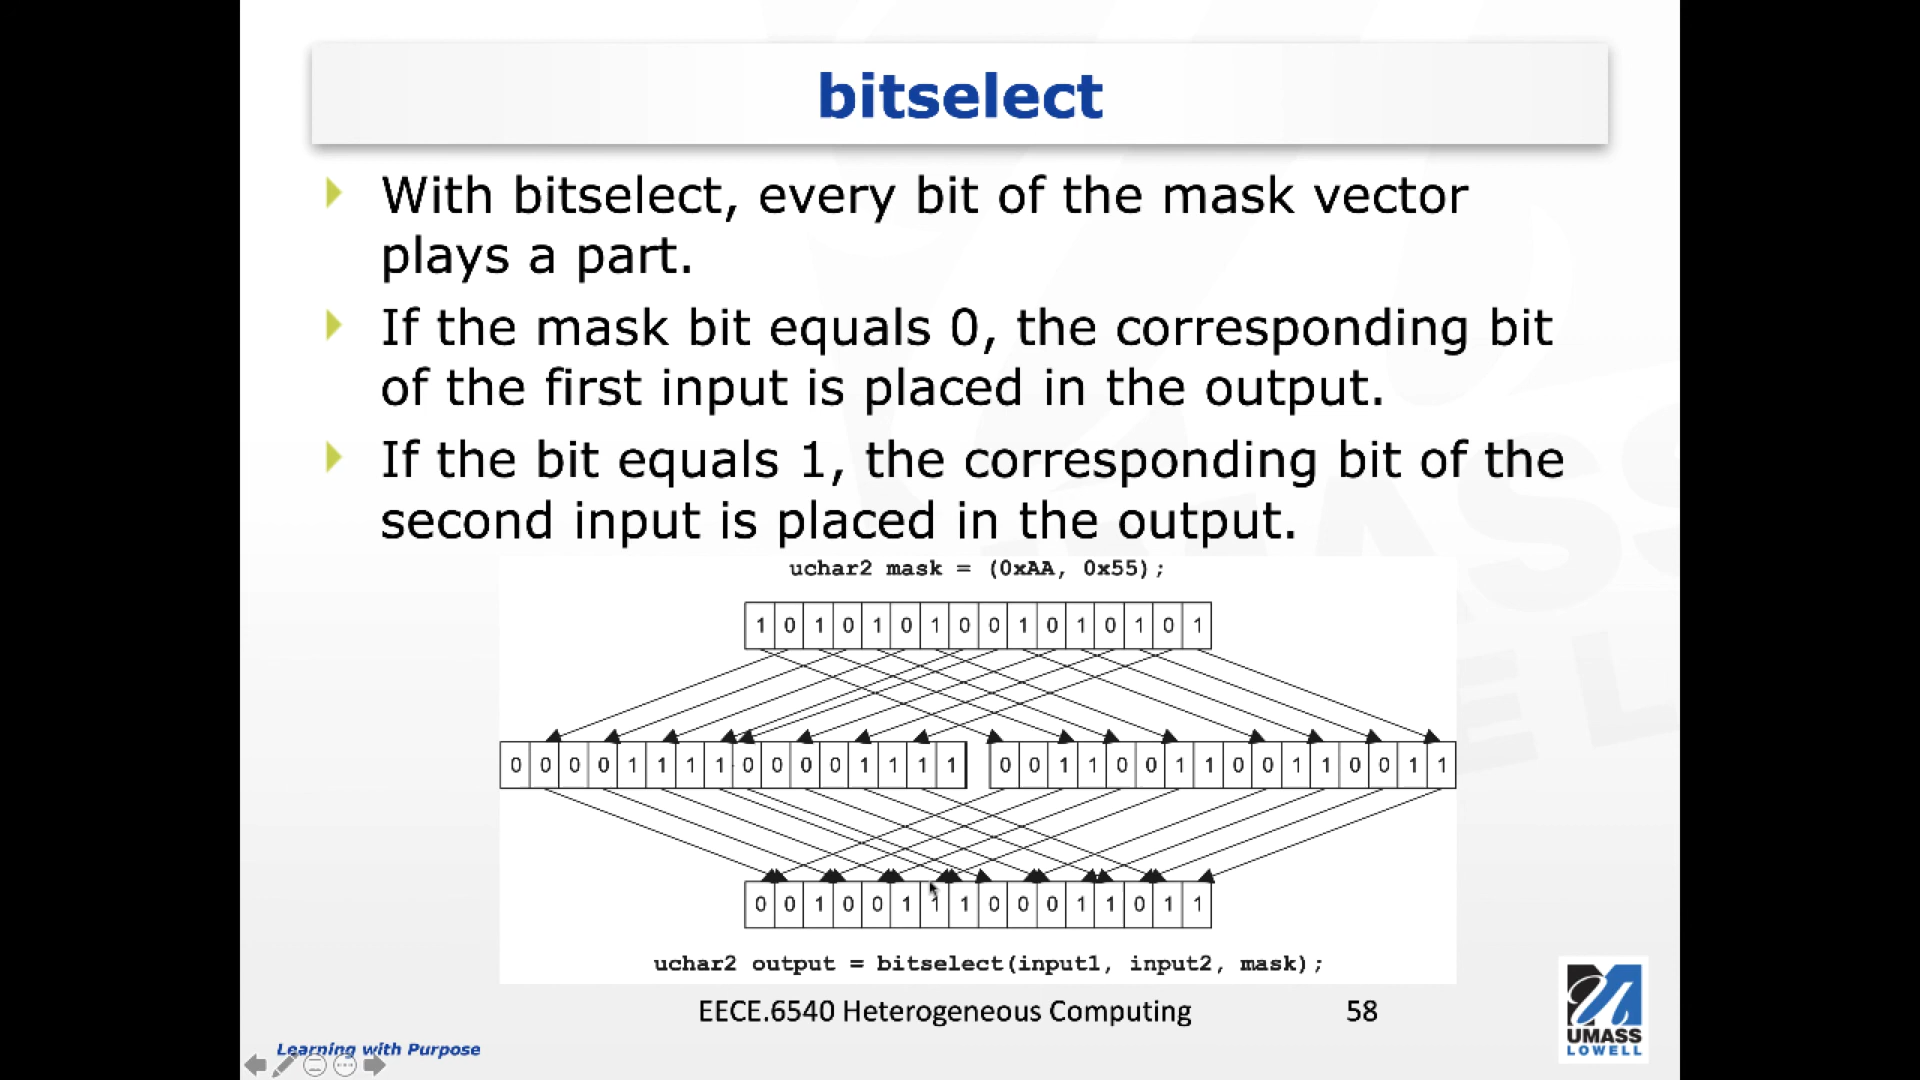 bitselect
With bitselect, every bit of the mask vector
plays a part.
If the mask bit equals 0, the corresponding bit
of the first input is placed in the output.
If the bit equals 1, the corresponding bit of the
second input is placed in the output.
uchar2 mask = (0xAA, 0x55);
1 0 1 0 1 0 1 0 0 1 0 1 0 1 0 1
0 0 0 0 1 1 1 1 0 0 0 0 1 1 1 1 0 0 1 1 0 0 1 1 0 0 1 1 0 0 1 1
0 0 1 0 0 1 1 1 0 0 0 1 1 0 1 1
uchar2 output = bitselect(input1, input2, mask);
EECE.6540 Heterogeneous Computing 58
Learning with Purpose
UMASS
LOWELL